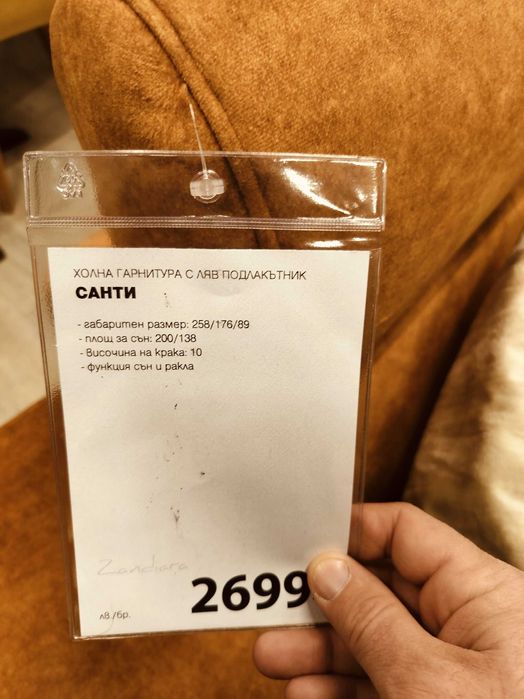 ХОЛНА ГАРНИТУРА С ЛЯВ ПОДЛАКЪТНИК
САНТИ
- габаритен размер: 258/176/89
- площ за сън: 200/138
- височина на крака: 10
- функция сън и ракла
Zandiara
2699
лв./бр.